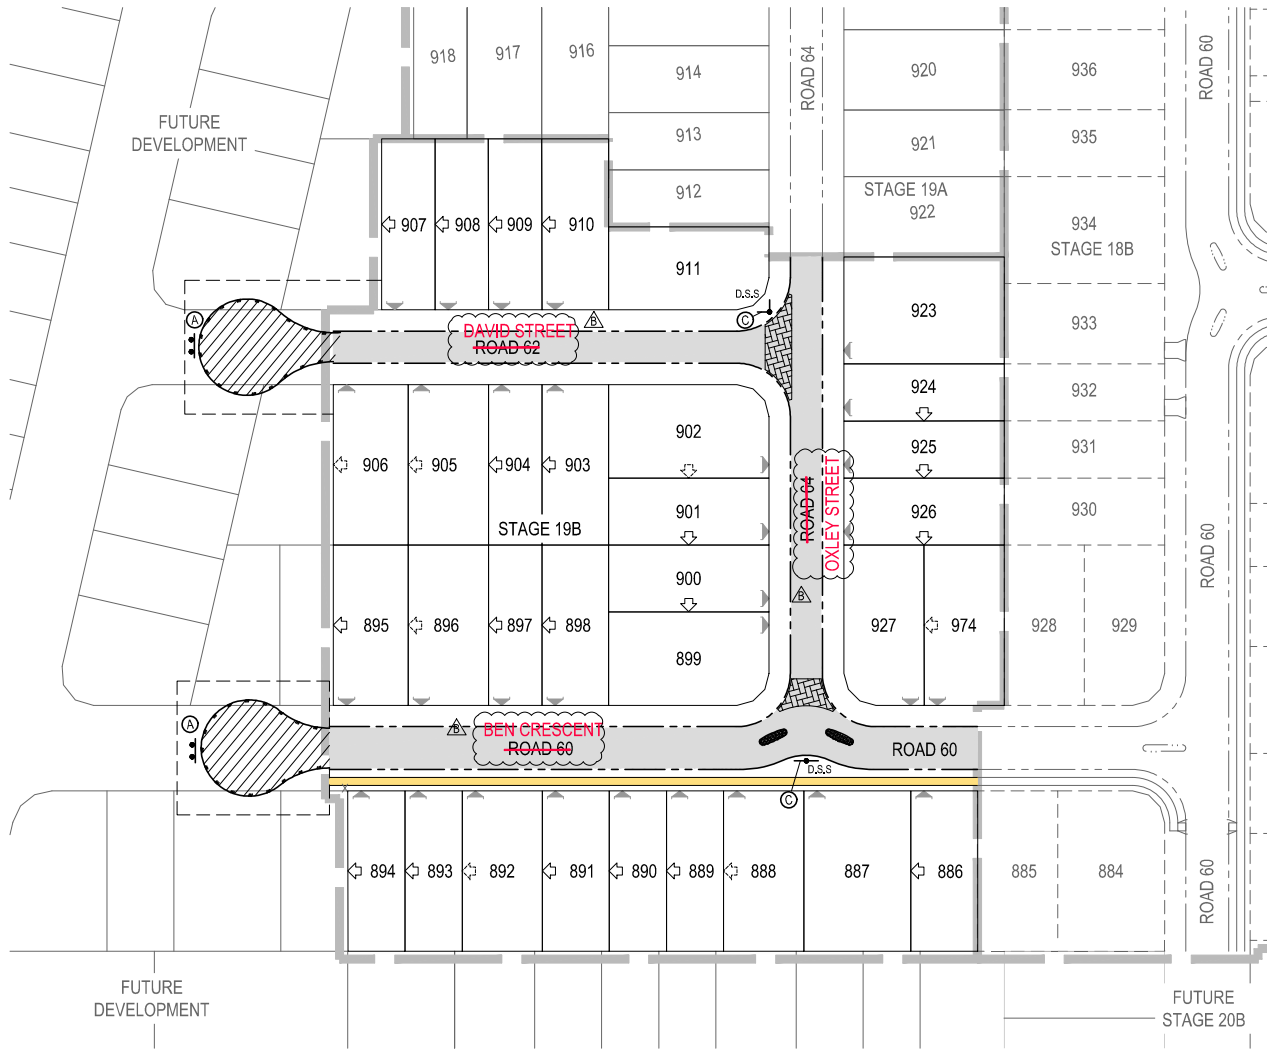 918
917
916
914
ROAD 64
920
936
ROAD 60
FUTURE
DEVELOPMENT
913
921
935
912
STAGE 19A
922
934
STAGE 18B
907
908
909
910
911
D.S.S
923
933
A
C
B
DAVID STREET
ROAD 62
924
932
902
906
905
904
903
925
931
901
STAGE 19B
ROAD 64
OXLEY STREET
926
930
ROAD 60
900
B
895
896
897
898
899
927
974
928
929
A
B
BEN CRESCENT
ROAD 60
ROAD 60
D.S.S
C
894
893
892
891
890
889
888
887
886
885
884
ROAD 60
FUTURE
DEVELOPMENT
FUTURE
STAGE 20B